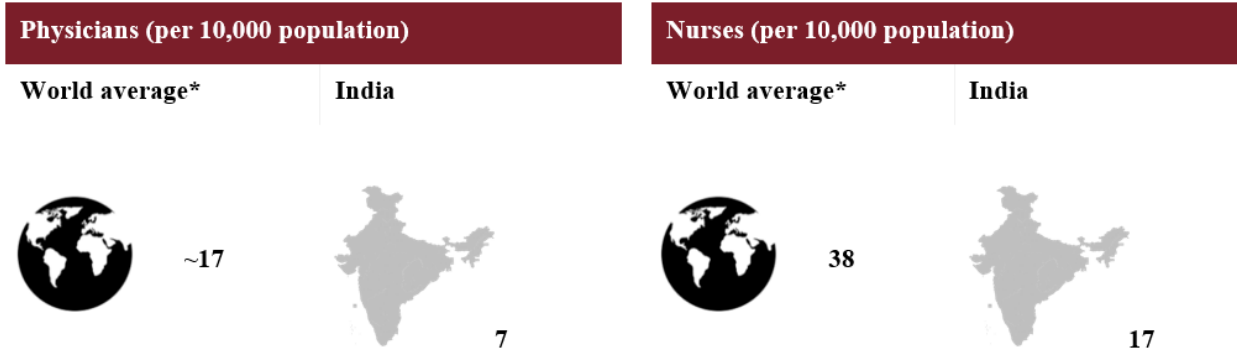 Physicians (per 10,000 population)
World average*
India
~17
7
Nurses (per 10,000 population)
World average*
India
38
17